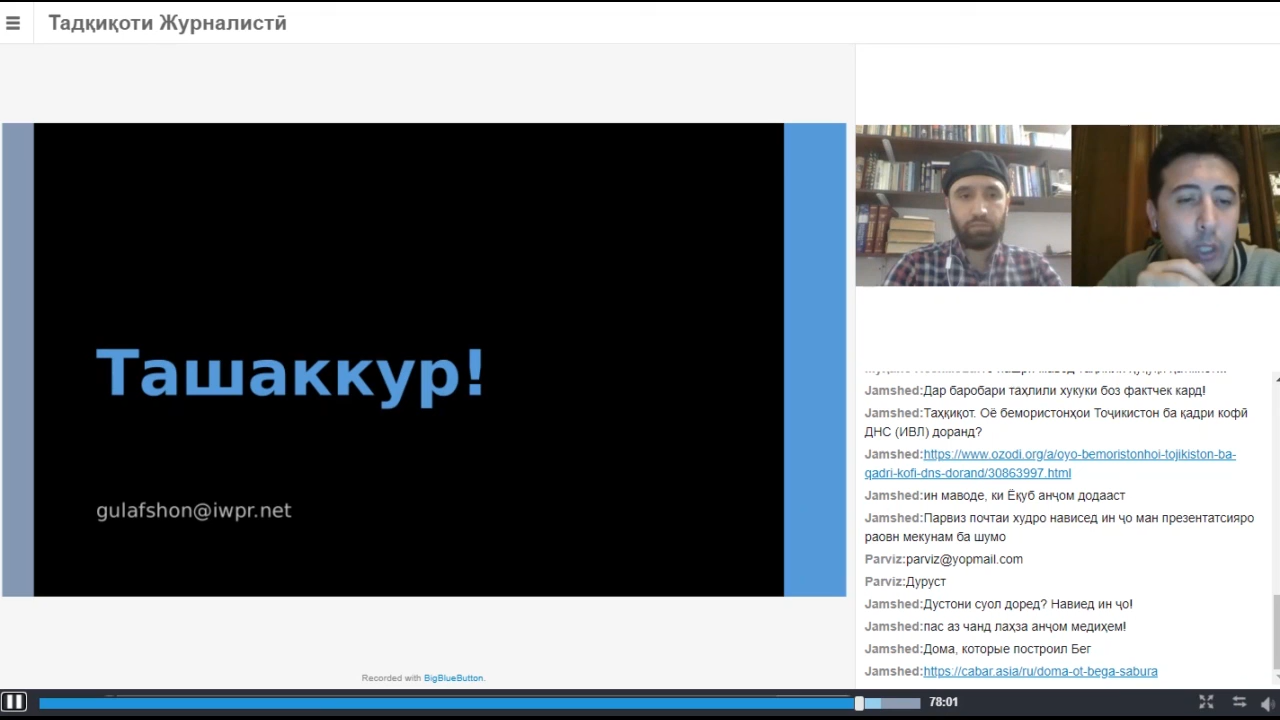 Тадқиқоти Журналистӣ
Ташаккур!
gulafshon@iwpr.net
Jamshed:Дар баробари таҳлили хукуки боз фактчек кард!
Jamshed:Таҳқиқот. Оё бемористонҳои Тоҷикистон ба қадри кофӣ
ДНС (ИВЛ) доранд?
Jamshed:https://www.ozodi.org/a/oyo-bemoristonhoi-tojikiston-ba-
qadri-kofi-dns-dorand/30863997.html
Jamshed:ин маводе, ки Ёқуб анҷом додааст
Jamshed:Парвиз почтаи худро нависед ин ҷо ман презентатсияро
раовн мекунам ба шумо
Parviz:parviz@yopmail.com
Parviz:Дуруст
Jamshed:Дустони суол доред? Навиед ин ҷо!
Jamshed:пас аз чанд лаҳза анҷом медиҳем!
Jamshed:Дома, которые построил Бег
Jamshed:https://cabar.asia/ru/doma-ot-bega-sabura
Recorded with BigBlueButton.
78:01